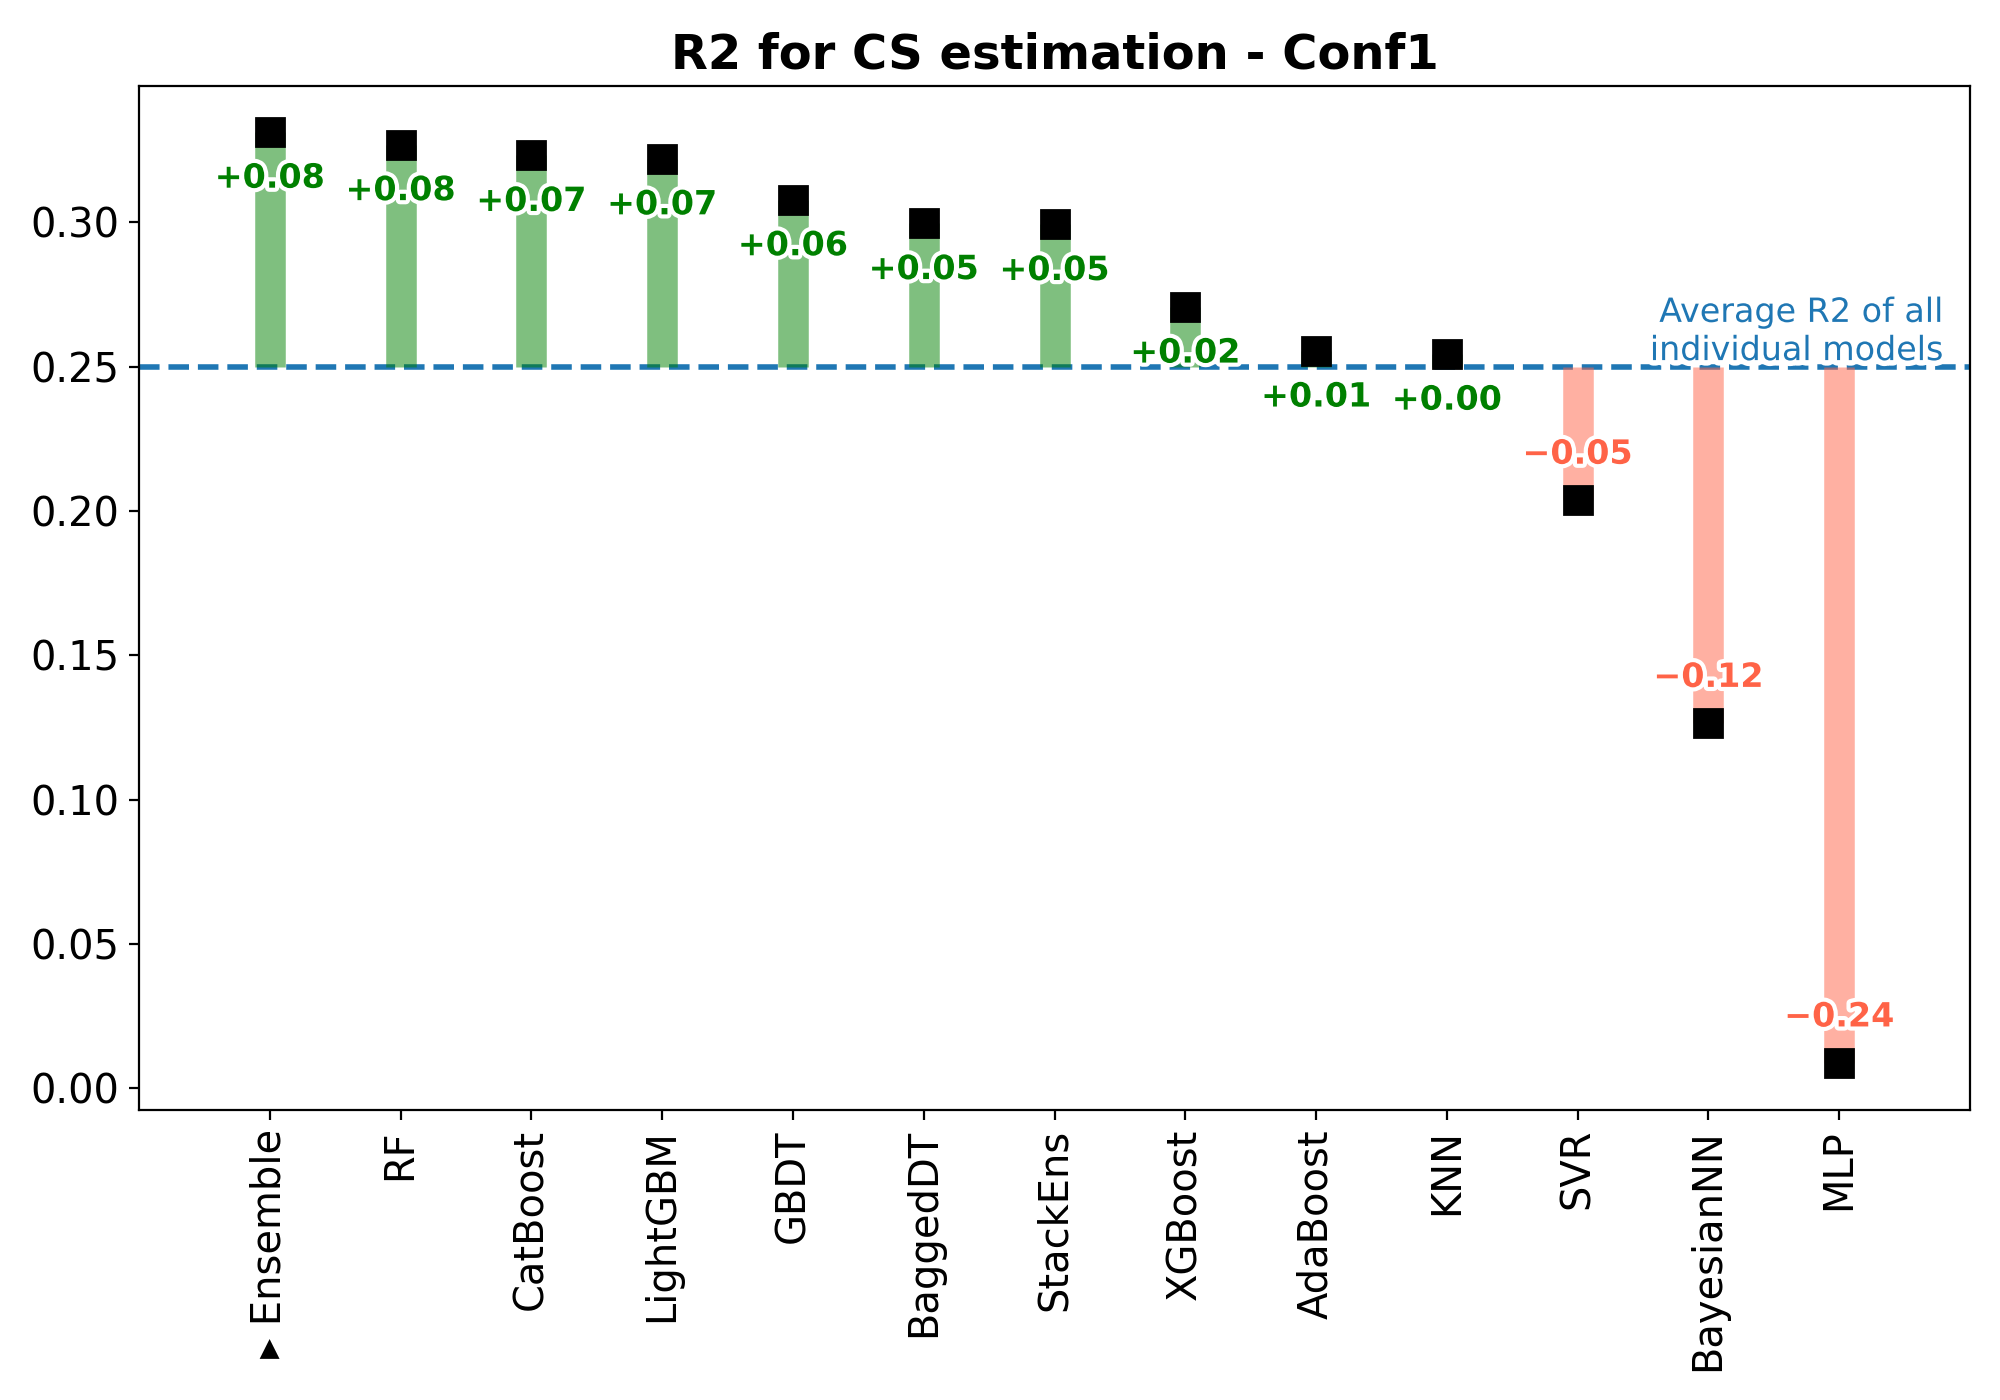 R2 for CS estimation - Conf1
0.30
0.25
0.20
0.15
0.10
0.05
0.00
+0.08
+0.08
+0.07
+0.07
+0.06
+0.05
+0.05
+0.02
+0.01
+0.00
−0.05
−0.12
−0.24
Average R2 of all
individual models
► Ensemble
RF
CatBoost
LightGBM
GBDT
BaggedDT
StackEns
XGBoost
AdaBoost
KNN
SVR
BayesianNN
MLP